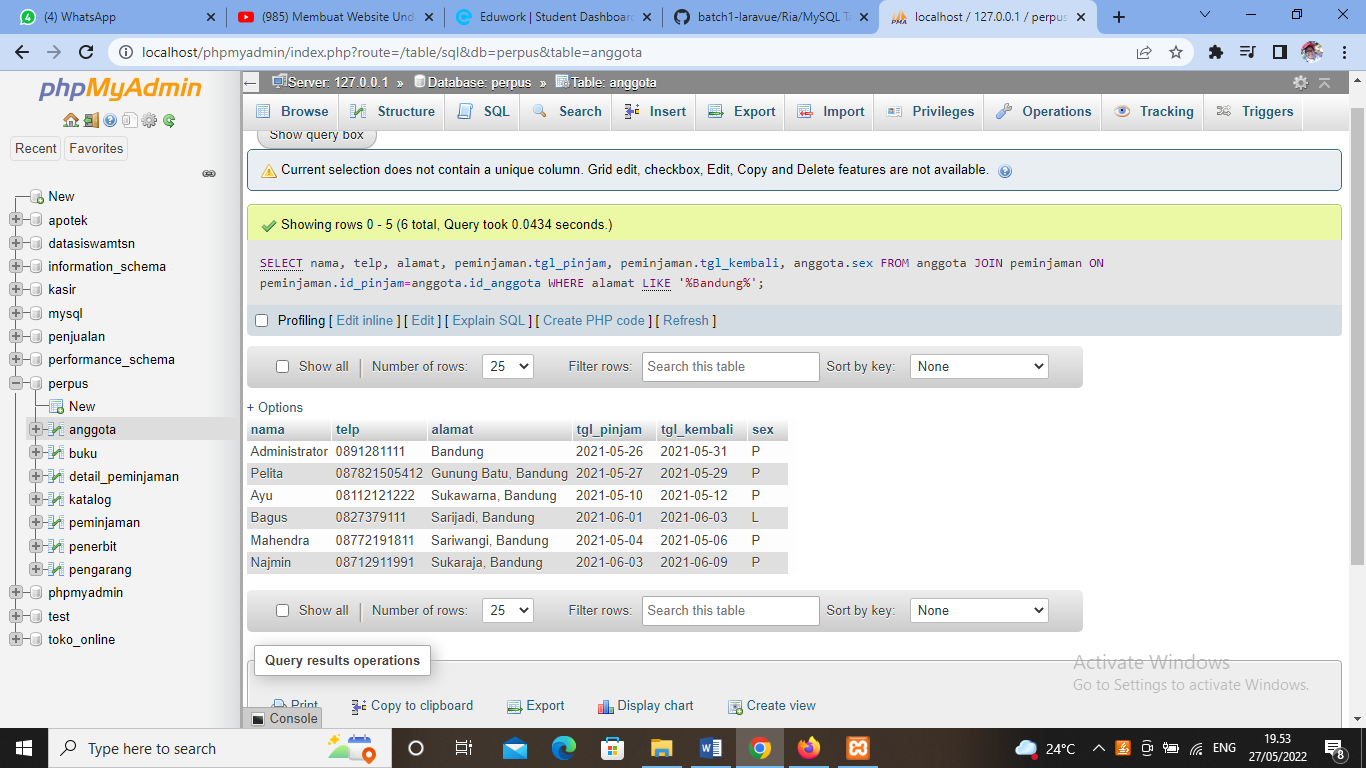 (4) WhatsApp
(985) Membuat Website Und
Eduwork | Student Dashboar
batch1-laravue/Ria/MySQL T
localhost / 127.0.0.1 / perpus
localhost/phpmyadmin/index.php?route=/table/sql&db=perpus&table=anggota
phpMyAdmin
Recent
Favorites
New
apotek
datasiswamtsn
information_schema
kasir
mysql
penjualan
performance_schema
perpus
New
anggota
buku
detail_peminjaman
katalog
peminjaman
penerbit
pengarang
phpmyadmin
test
toko_online
Server: 127.0.0.1 » Database: perpus » Table: anggota
Browse Structure SQL Search Insert Export Import Privileges Operations Tracking Triggers
Show query box
Current selection does not contain a unique column. Grid edit, checkbox, Edit, Copy and Delete features are not available.
Showing rows 0 - 5 (6 total, Query took 0.0434 seconds.)
SELECT nama, telp, alamat, peminjaman.tgl_pinjam, peminjaman.tgl_kembali, anggota.sex FROM anggota JOIN peminjaman ON
peminjaman.id_pinjam=anggota.id_anggota WHERE alamat LIKE '%Bandung%';
Profiling [ Edit inline ] [ Edit ] [ Explain SQL ] [ Create PHP code ] [ Refresh ]
Show all Number of rows: 25 Filter rows: Search this table Sort by key: None
+ Options
nama telp alamat tgl_pinjam tgl_kembali sex
Administrator 0891281111 Bandung 2021-05-26 2021-05-31 P
Pelita 087821505412 Gunung Batu, Bandung 2021-05-27 2021-05-29 P
Ayu 08112121222 Sukawarna, Bandung 2021-05-10 2021-05-12 P
Bagus 0827379111 Sarijadi, Bandung 2021-06-01 2021-06-03 L
Mahendra 08772191811 Sariwangi, Bandung 2021-05-04 2021-05-06 P
Najmin 08712911991 Sukaraja, Bandung 2021-06-03 2021-06-09 P
Show all Number of rows: 25 Filter rows: Search this table Sort by key: None
Query results operations
Print Copy to clipboard Export Display chart Create view
Console
Activate Windows
Go to Settings to activate Windows.
Type here to search
24°C
ENG
19.53
27/05/2022
8